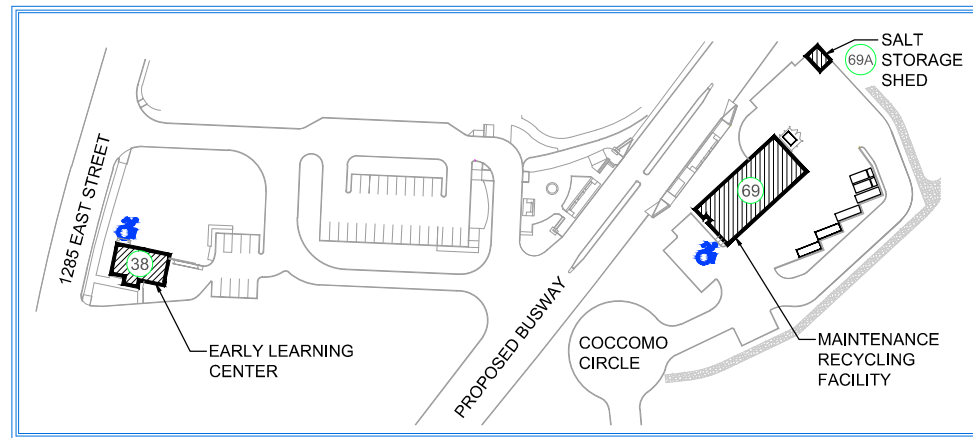 SALT
69A STORAGE
SHED
1285 EAST STREET
69
38
EARLY LEARNING
CENTER
PROPOSED BUSWAY
COCCOMO
CIRCLE
MAINTENANCE
RECYCLING
FACILITY